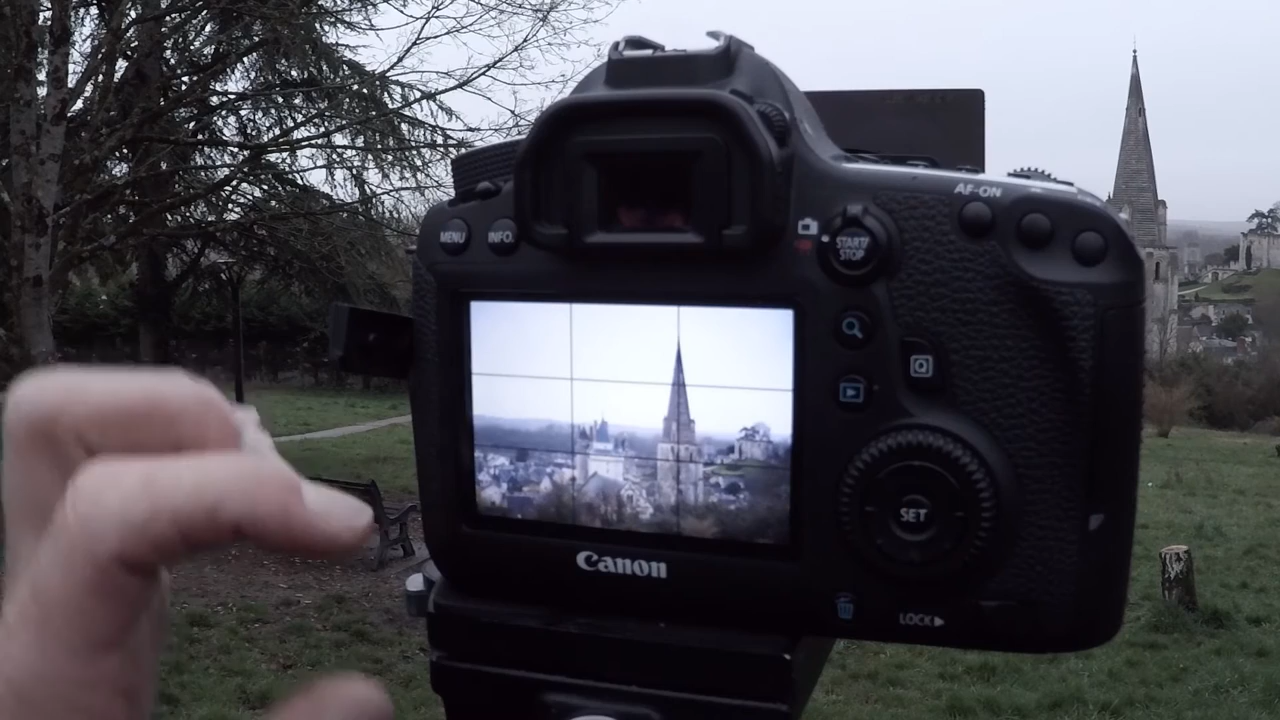 AF-ON
MENU
INFO.
START/
STOP
Q
Canon
SET
LOCK▶